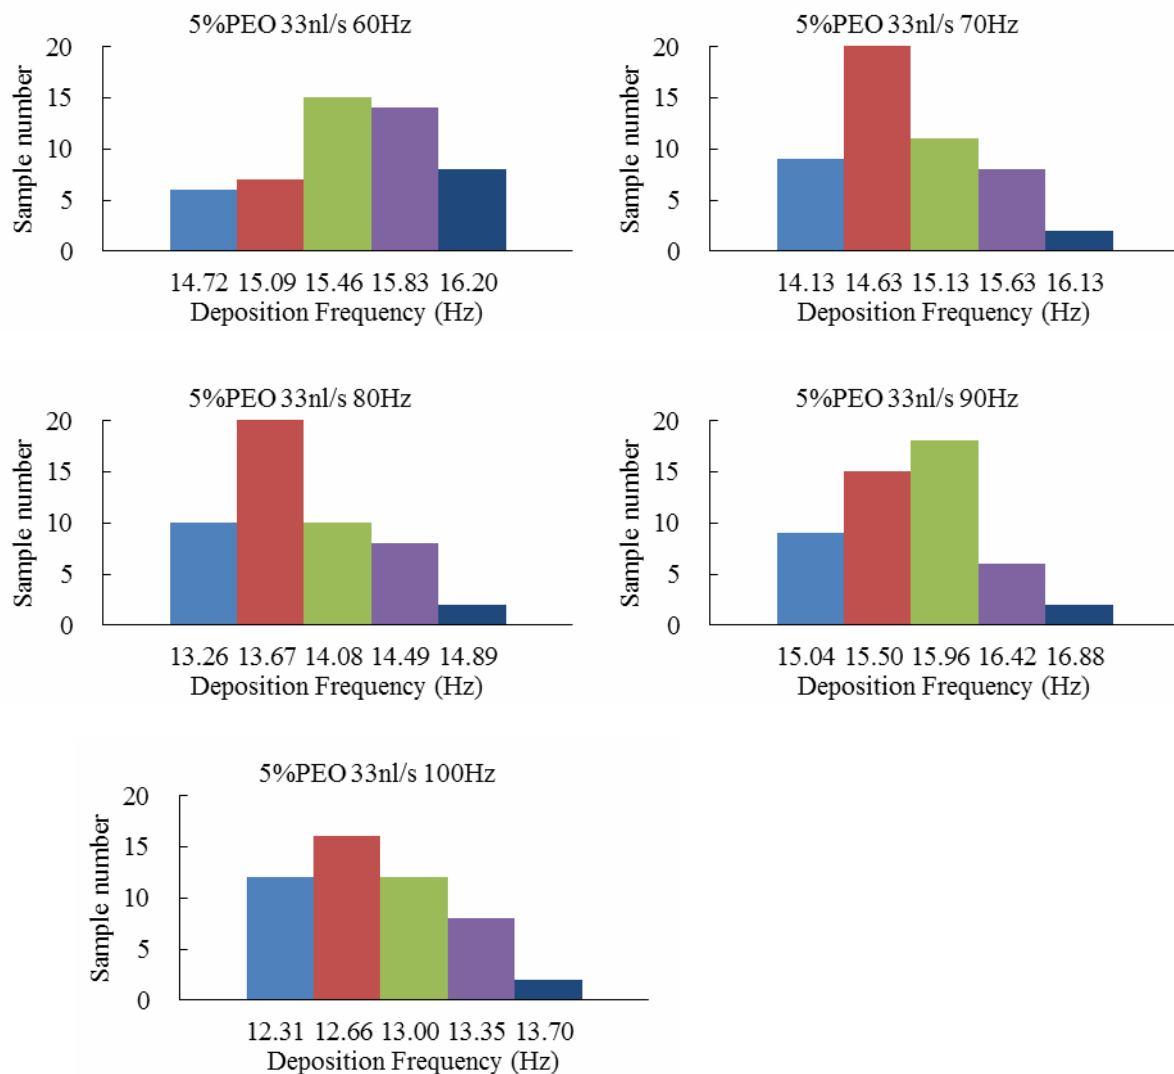 5%PEO 33nl/s 60Hz
Sample number
20
15
10
5
0
14.72 15.09 15.46 15.83 16.20
Deposition Frequency (Hz)
5%PEO 33nl/s 70Hz
Sample number
20
15
10
5
0
14.13 14.63 15.13 15.63 16.13
Deposition Frequency (Hz)
5%PEO 33nl/s 80Hz
Sample number
20
15
10
5
0
13.26 13.67 14.08 14.49 14.89
Deposition Frequency (Hz)
5%PEO 33nl/s 90Hz
Sample number
20
15
10
5
0
15.04 15.50 15.96 16.42 16.88
Deposition Frequency (Hz)
5%PEO 33nl/s 100Hz
Sample number
20
15
10
5
0
12.31 12.66 13.00 13.35 13.70
Deposition Frequency (Hz)